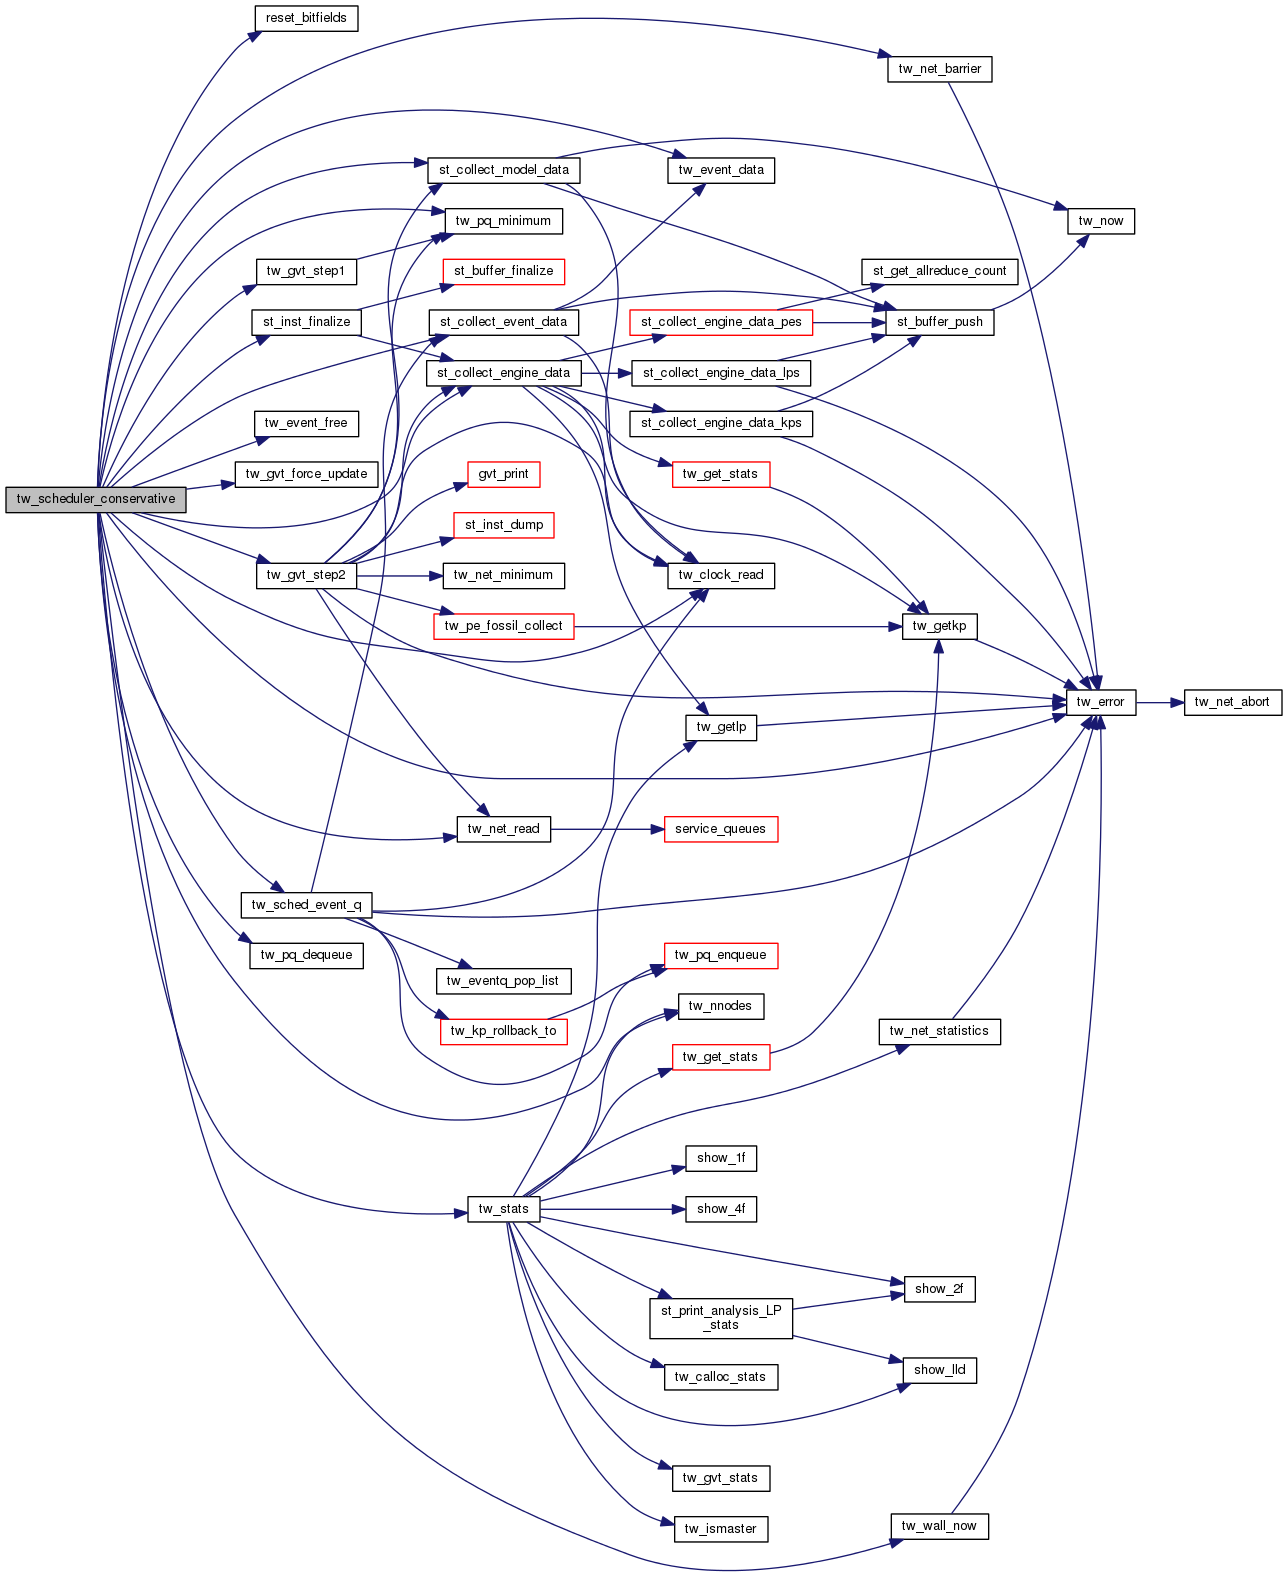 reset_bitfields
tw_net_barrier
st_collect_model_data
tw_event_data
tw_pq_minimum
tw_now
tw_gvt_step1
st_buffer_finalize
st_get_allreduce_count
st_inst_finalize
st_collect_event_data
st_collect_engine_data_pes
st_buffer_push
st_collect_engine_data
st_collect_engine_data_lps
tw_event_free
st_collect_engine_data_kps
tw_gvt_force_update
gvt_print
tw_get_stats
tw_scheduler_conservative
st_inst_dump
tw_gvt_step2
tw_net_minimum
tw_clock_read
tw_pe_fossil_collect
tw_getkp
tw_error
tw_net_abort
tw_getlp
tw_net_read
service_queues
tw_sched_event_q
tw_pq_dequeue
tw_pq_enqueue
tw_eventq_pop_list
tw_nnodes
tw_kp_rollback_to
tw_net_statistics
tw_get_stats
show_1f
tw_stats
show_4f
show_2f
st_print_analysis_LP
_stats
show_lld
tw_calloc_stats
tw_gvt_stats
tw_ismaster
tw_wall_now